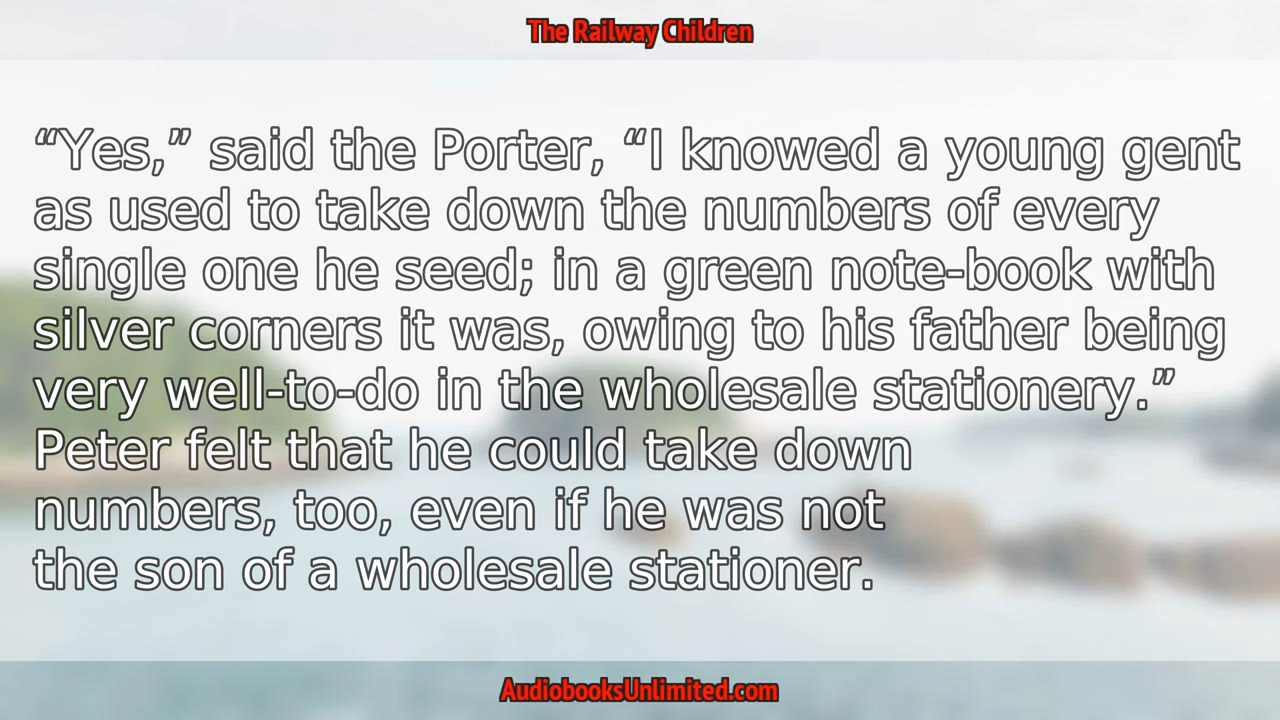 The Railway Children
“Yes,” said the Porter, “I knowed a young gent
as used to take down the numbers of every
single one he seed; in a green note-book with
silver corners it was, owing to his father being
very well-to-do in the wholesale stationery.”
Peter felt that he could take down
numbers, too, even if he was not
the son of a wholesale stationer.
AudiobooksUnlimited.com